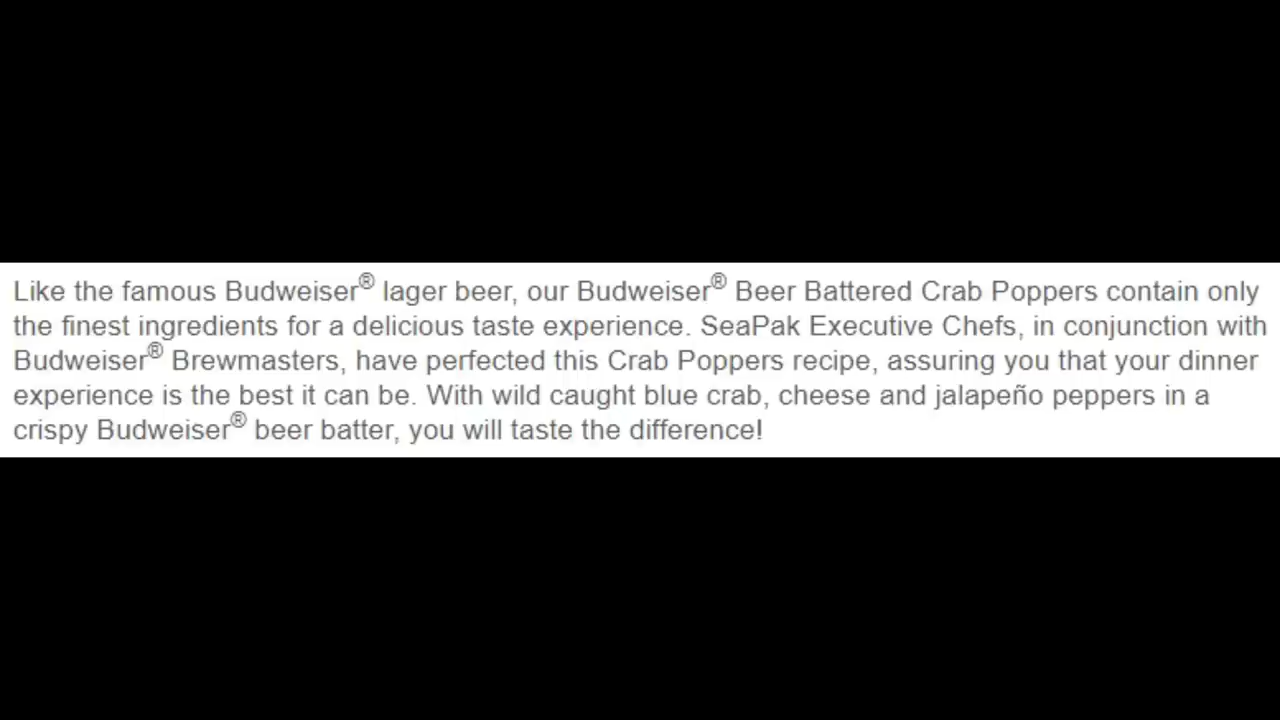 Like the famous Budweiser® lager beer, our Budweiser® Beer Battered Crab Poppers contain only
the finest ingredients for a delicious taste experience. SeaPak Executive Chefs, in conjunction with
Budweiser® Brewmasters, have perfected this Crab Poppers recipe, assuring you that your dinner
experience is the best it can be. With wild caught blue crab, cheese and jalapeño peppers in a
crispy Budweiser® beer batter, you will taste the difference!